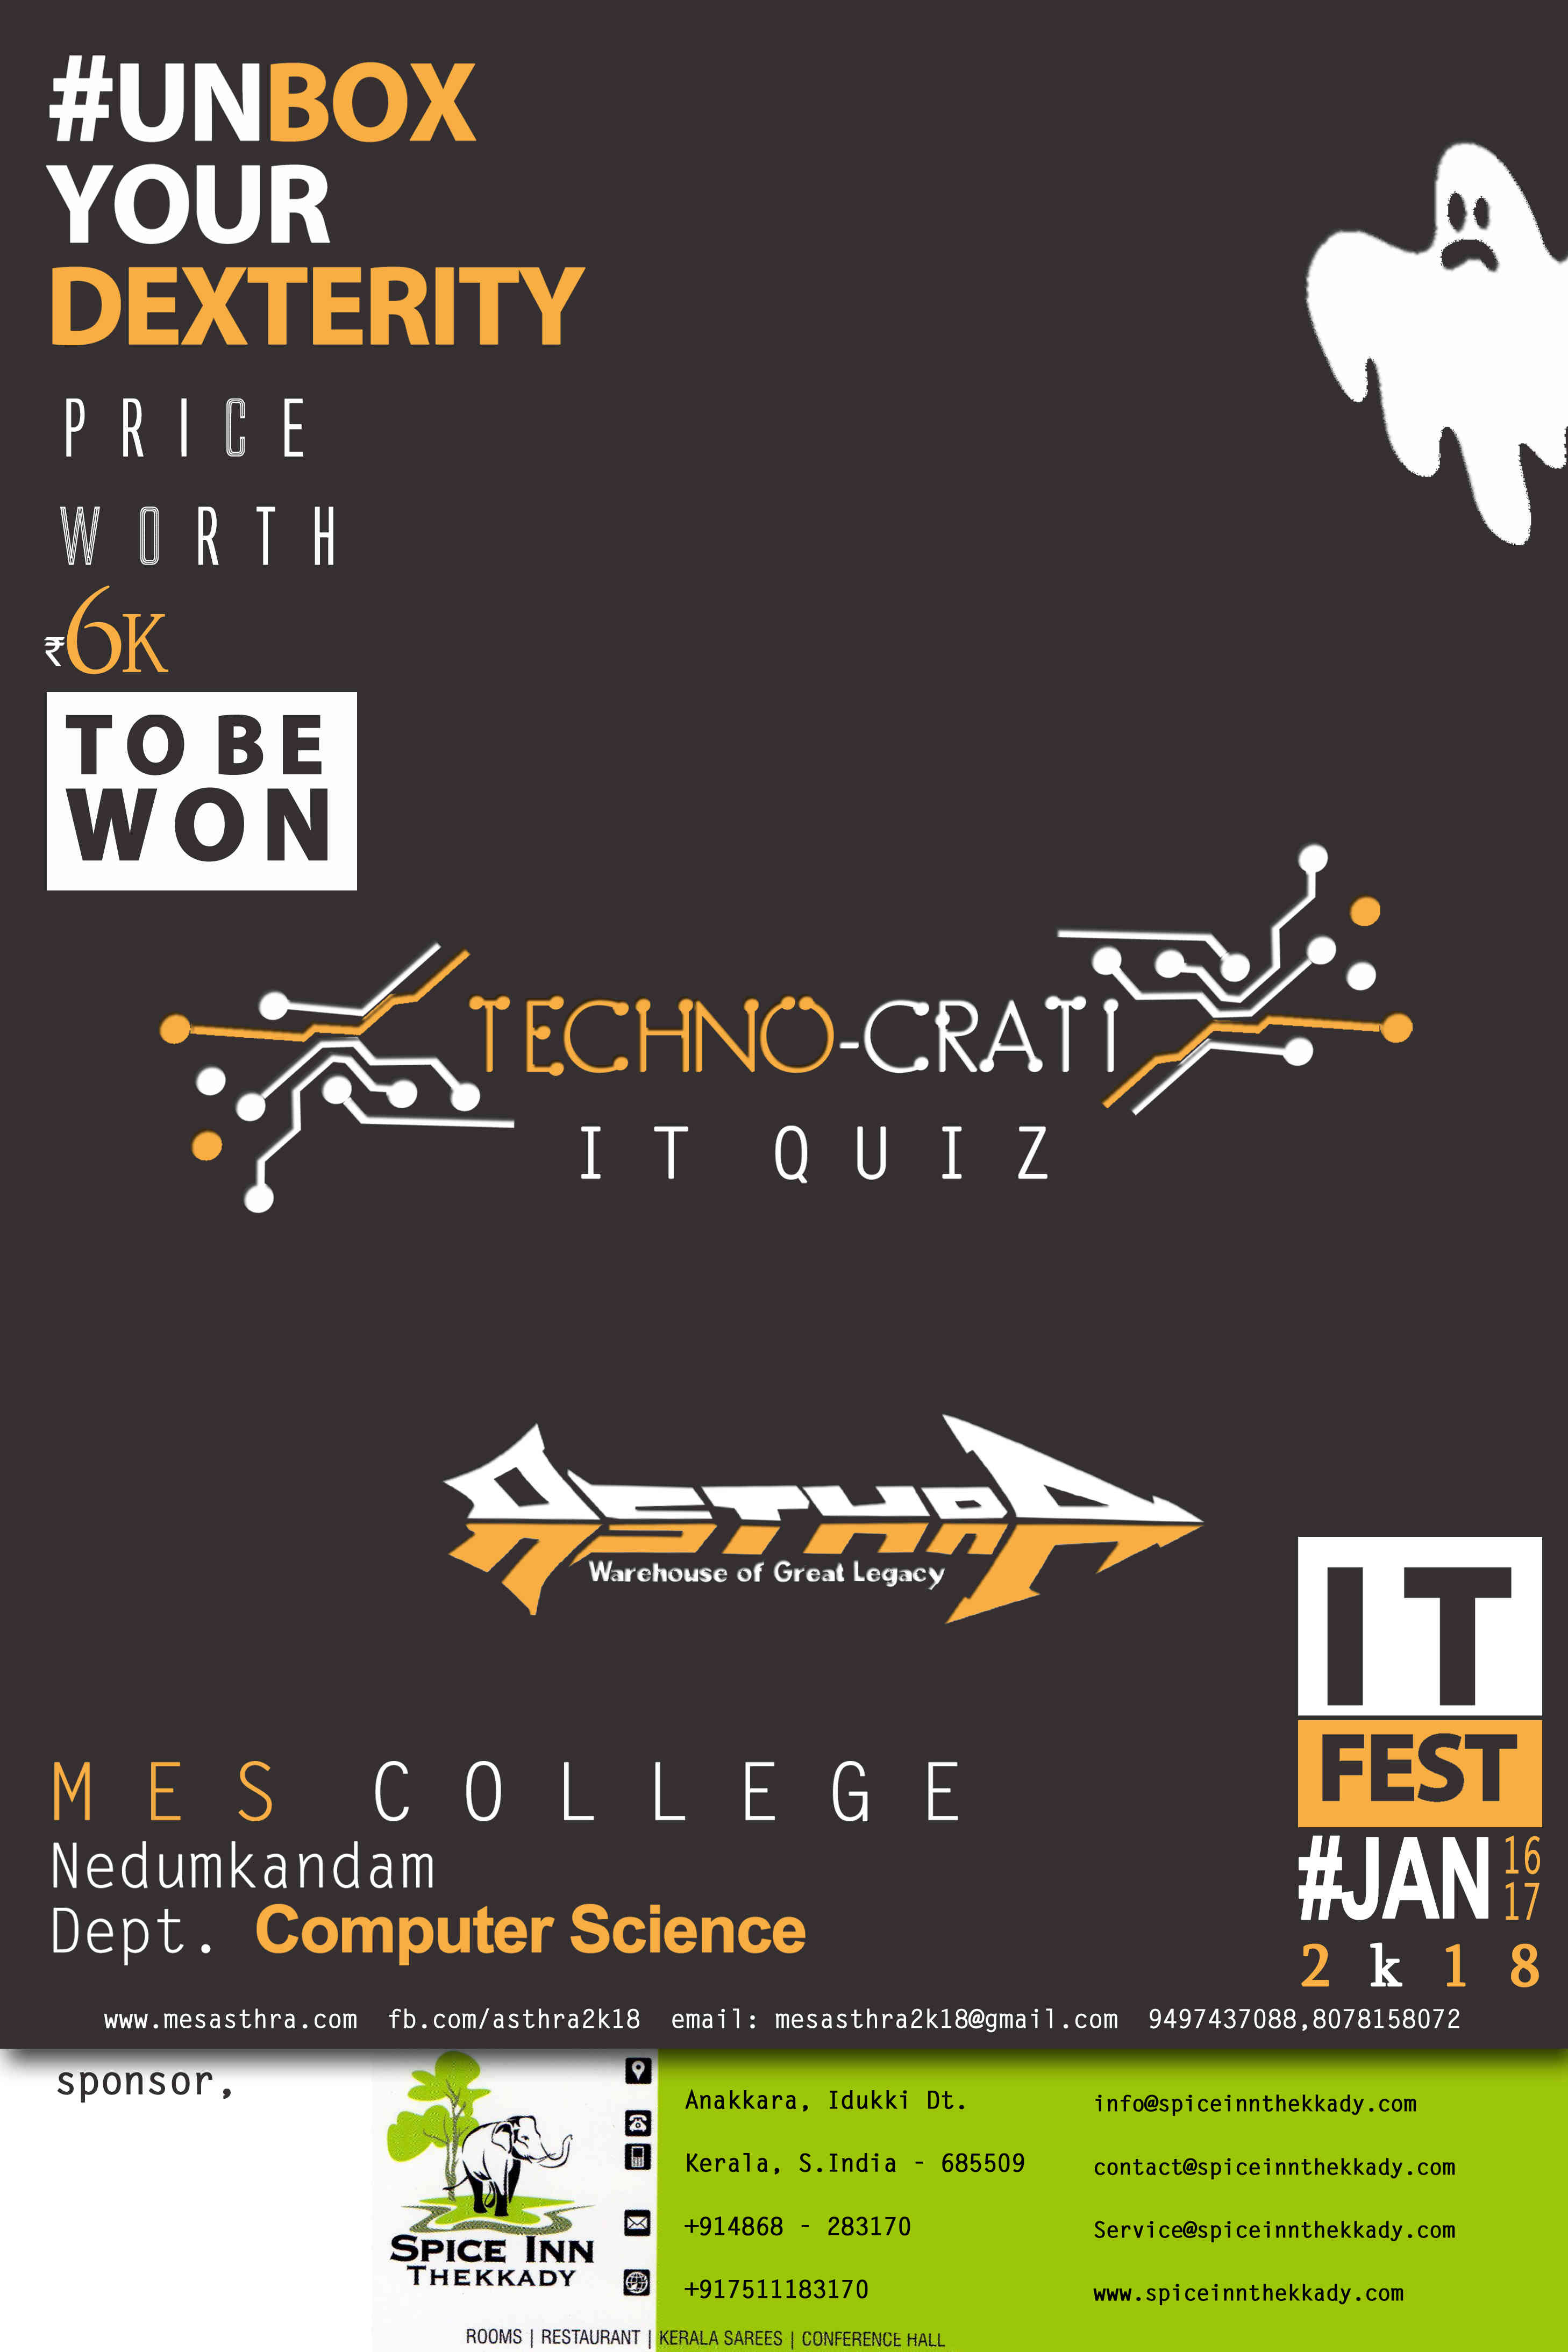 #UNBOX
YOUR
DEXTERITY
PRICE
WORTH
₹6K
TO BE
WON
TECHNO-CRATI
IT QUIZ
ASTHRA
Warehouse of Great Legacy
IT
FEST
#JAN 16
17
2k18
MES COLLEGE
Nedumkandam
Dept. Computer Science
www.mesasthra.com fb.com/asthra2k18 email: mesasthra2k18@gmail.com 9497437088,8078158072
sponsor,
SPICE INN
THEKKADY
Anakkara, Idukki Dt.
Kerala, S.India - 685509
+914868 - 283170
+917511183170
info@spiceinnthekkady.com
contact@spiceinnthekkady.com
Service@spiceinnthekkady.com
www.spiceinnthekkady.com
ROOMS | RESTAURANT | KERALA SAREES | CONFERENCE HALL